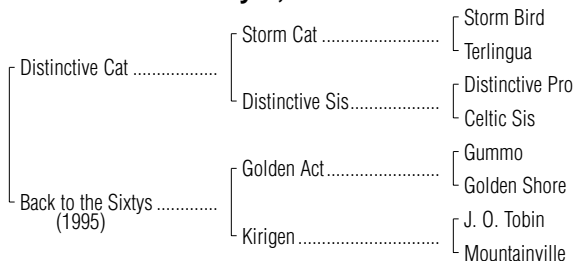 Storm Bird
Storm Cat ........................
Terlingua
Distinctive Cat .................
Distinctive Pro
Distinctive Sis..................
Celtic Sis
Gummo
Golden Act .......................
Golden Shore
Back to the Sixtys ............
(1995)
J. O. Tobin
Kirigen .............................
Mountainville